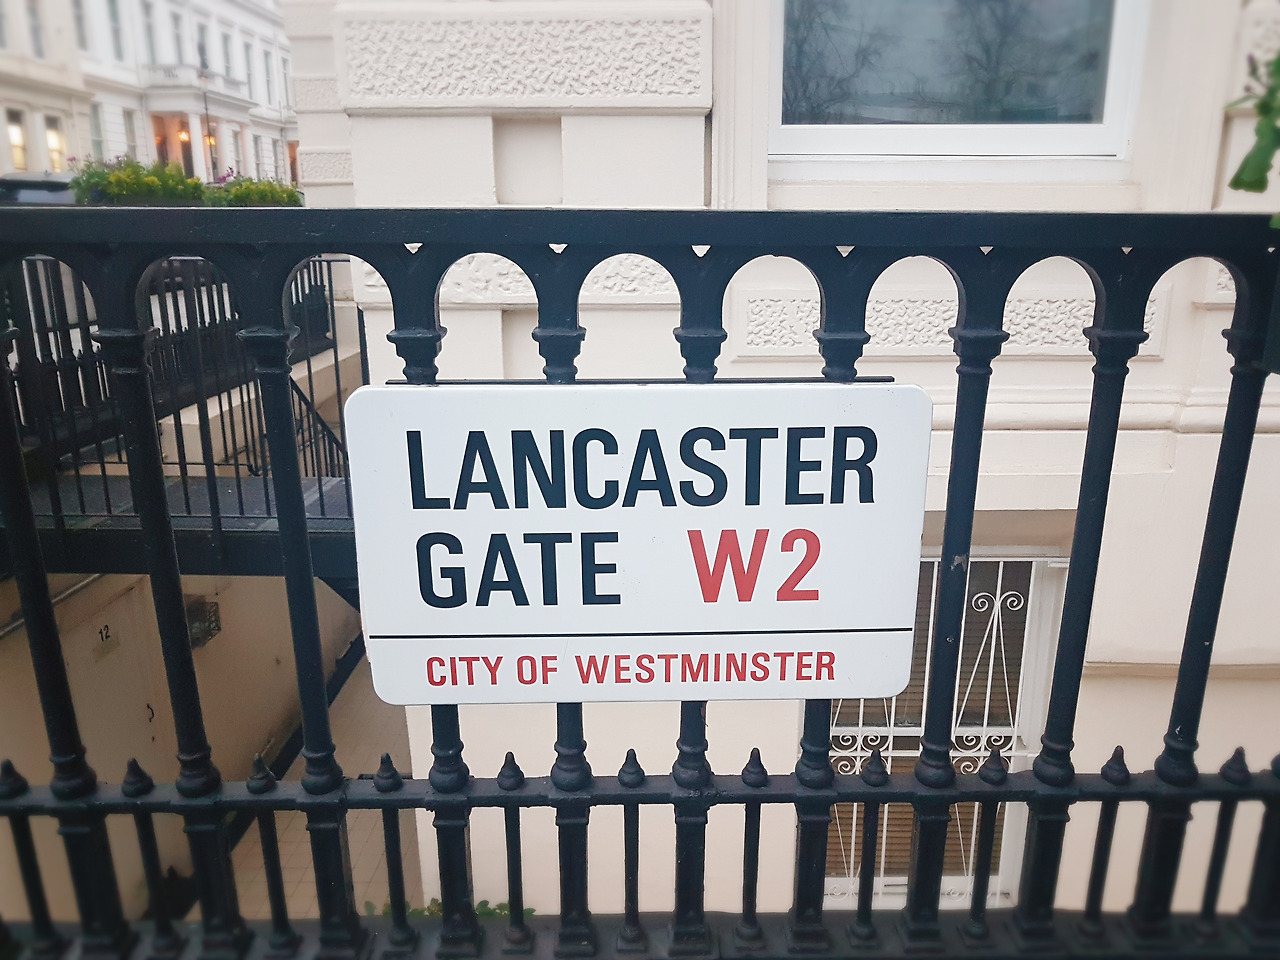 LANCASTER
GATE W2
CITY OF WESTMINSTER
12